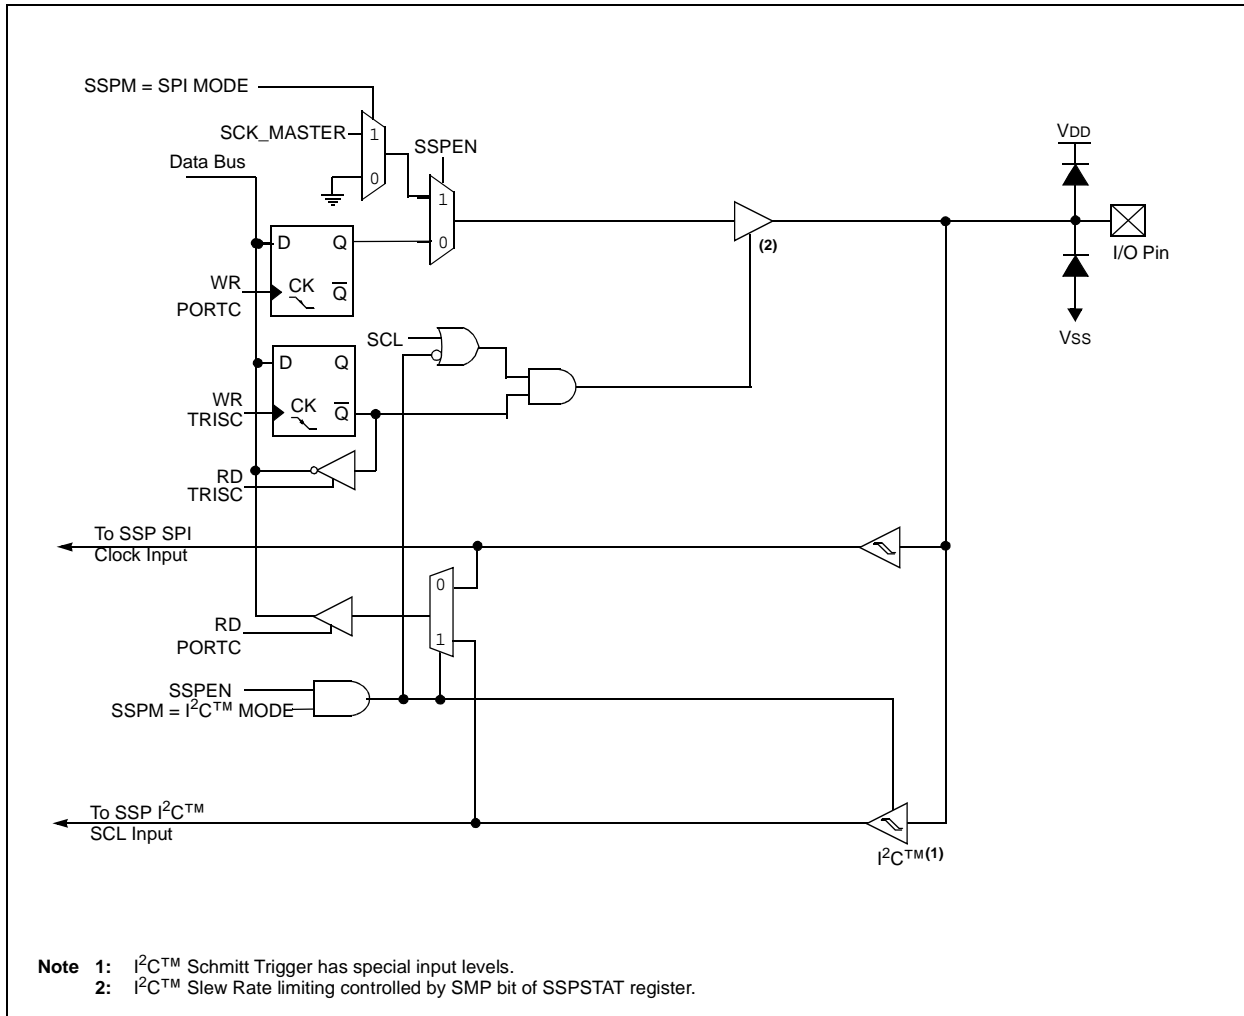 SSPM = SPI MODE
SCK_MASTER
1
0
SSPEN
1
0
Data Bus
D Q
CK Q̅
WR
PORTC
VDD
I/O Pin
VSS
(2)
SCL
D Q
CK Q̅
WR
TRISC
RD
TRISC
To SSP SPI
Clock Input
0
1
RD
PORTC
SSPEN
SSPM = I²C™ MODE
To SSP I²C™
SCL Input
I²C™(1)
Note 1: I²C™ Schmitt Trigger has special input levels.
2: I²C™ Slew Rate limiting controlled by SMP bit of SSPSTAT register.